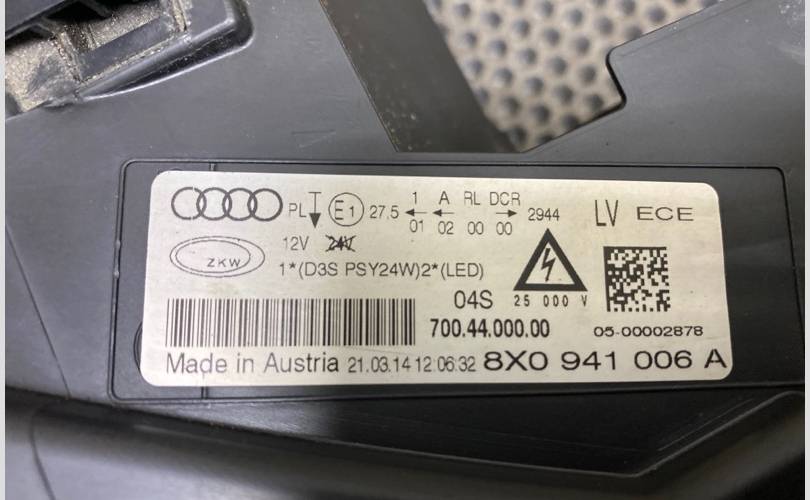 PL E1 27,5 1 A RL DCR 2944 LV ECE
01 02 00 00
12V 24V
ZKW
1*(D3S PSY24W)2*(LED)
04S 25 000 V
700.44.000.00 05-00002878
Made in Austria 21.03.14 12:06:32 8X0 941 006 A